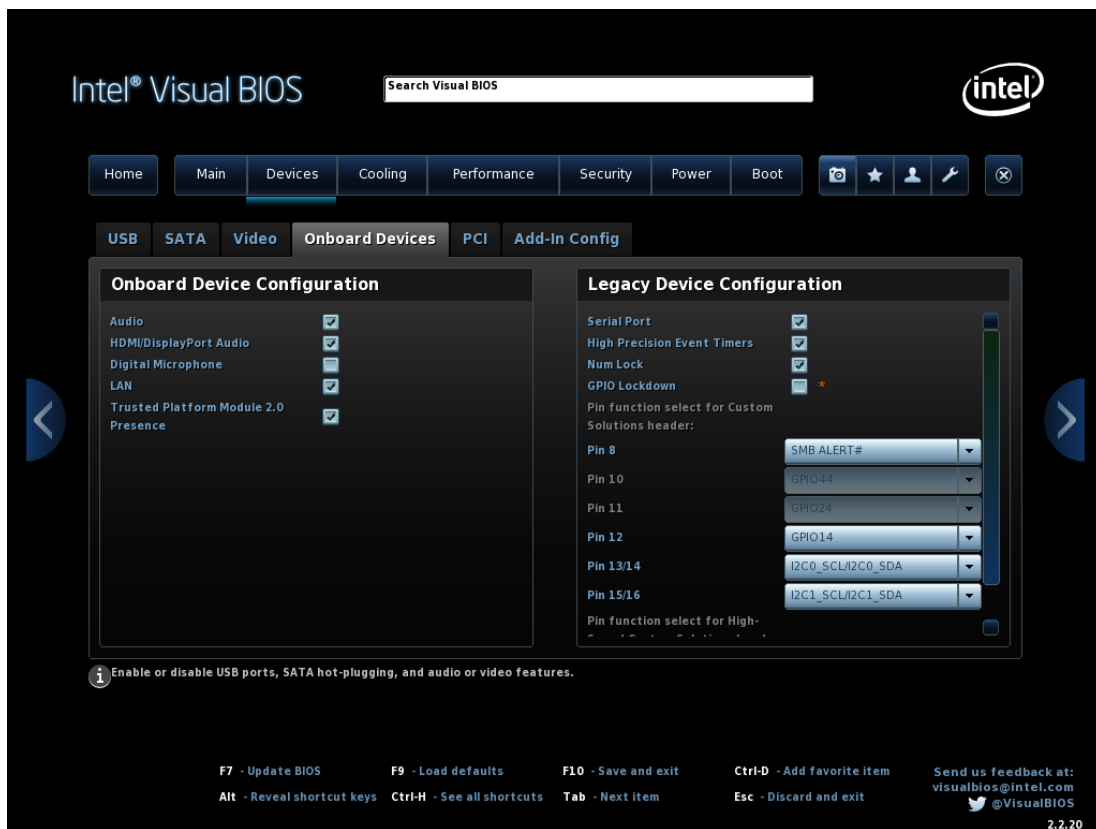 Intel® Visual BIOS
Search Visual BIOS
intel
Home Main Devices Cooling Performance Security Power Boot
USB SATA Video Onboard Devices PCI Add-In Config
Onboard Device Configuration
Audio
HDMI/DisplayPort Audio
Digital Microphone
LAN
Trusted Platform Module 2.0
Presence
Legacy Device Configuration
Serial Port
High Precision Event Timers
Num Lock
GPIO Lockdown *
Pin function select for Custom
Solutions header:
Pin 8 SMB ALERT#
Pin 10 GPIO44
Pin 11 GPIO24
Pin 12 GPIO14
Pin 13/14 I2C0_SCL/I2C0_SDA
Pin 15/16 I2C1_SCL/I2C1_SDA
Pin function select for High-
Enable or disable USB ports, SATA hot-plugging, and audio or video features.
F7 - Update BIOS F9 - Load defaults F10 - Save and exit Ctrl-D - Add favorite item
Alt - Reveal shortcut keys Ctrl-H - See all shortcuts Tab - Next item Esc - Discard and exit
Send us feedback at:
visualbios@intel.com
@VisualBIOS
2.2.20